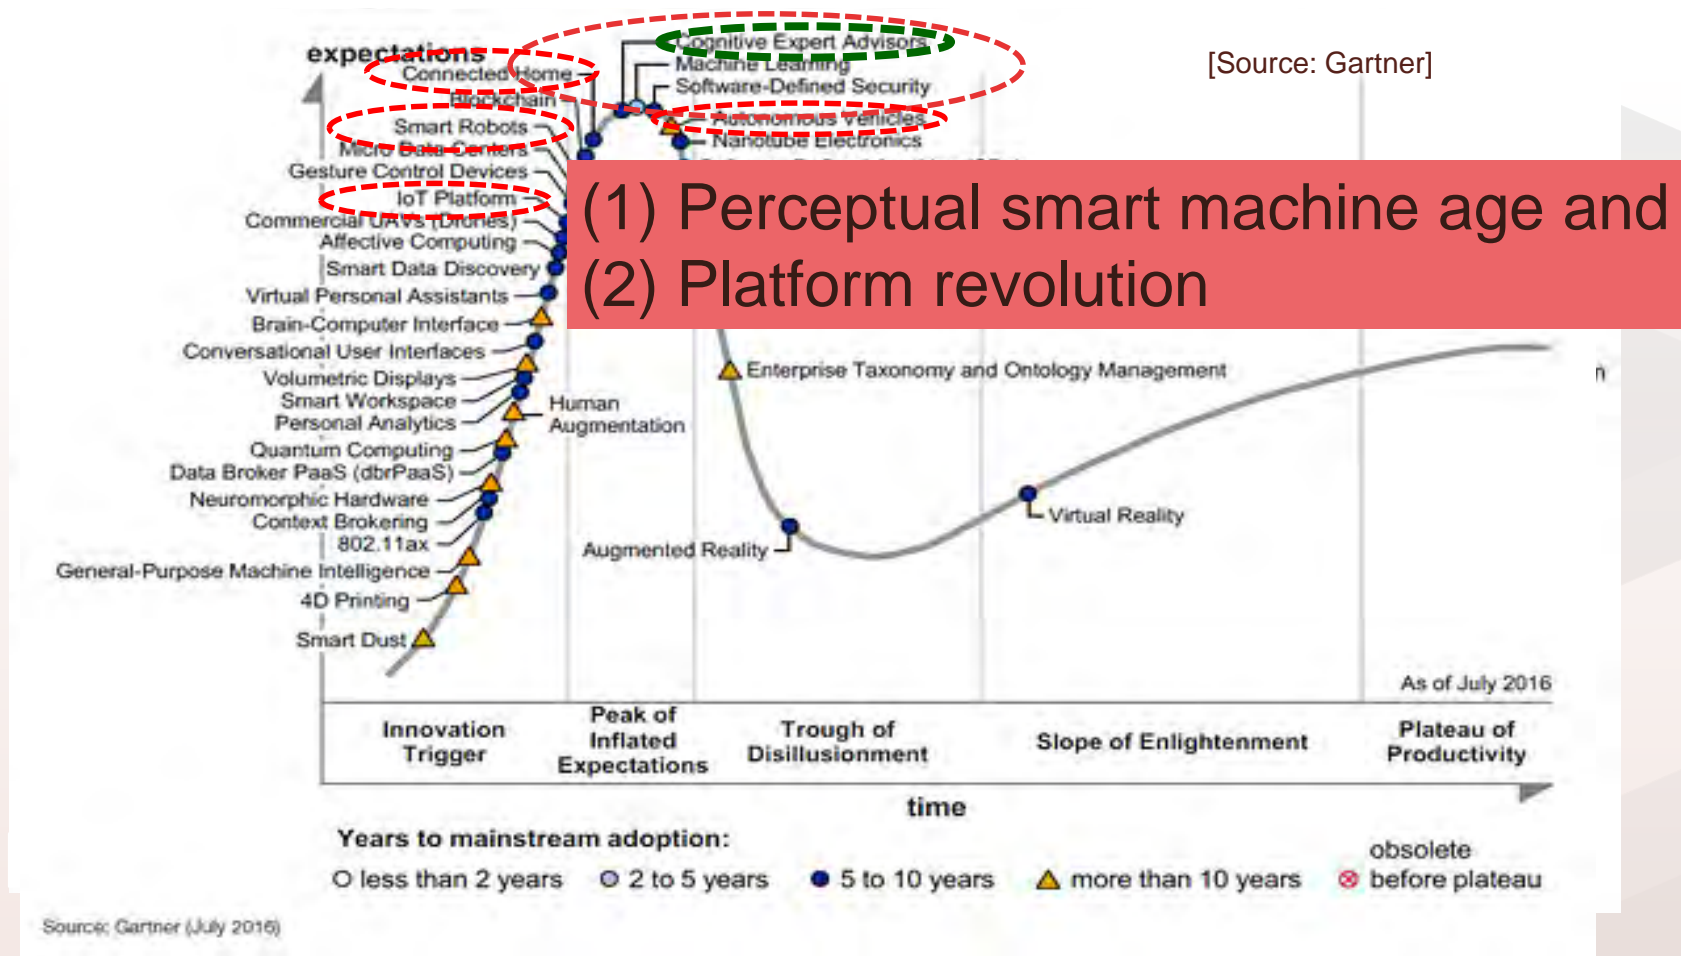 expectations
[Source: Gartner]
Cognitive Expert Advisors
Machine Learning
Software-Defined Security
Autonomous Vehicles
Nanotube Electronics
Connected Home
Blockchain
Smart Robots
Micro Data Centers
Gesture Control Devices
IoT Platform
Commercial UAVs (Drones)
Affective Computing
Smart Data Discovery
Virtual Personal Assistants
Brain-Computer Interface
Conversational User Interfaces
Volumetric Displays
Smart Workspace
Personal Analytics
Quantum Computing
Data Broker PaaS (dbrPaaS)
Neuromorphic Hardware
Context Brokering
802.11ax
General-Purpose Machine Intelligence
4D Printing
Smart Dust
Human
Augmentation
(1) Perceptual smart machine age and
(2) Platform revolution
Enterprise Taxonomy and Ontology Management
Augmented Reality
Virtual Reality
As of July 2016
Innovation
Trigger
Peak of
Inflated
Expectations
Trough of
Disillusionment
Slope of Enlightenment
Plateau of
Productivity
time
Years to mainstream adoption:
less than 2 years
2 to 5 years
5 to 10 years
more than 10 years
obsolete
before plateau
Source: Gartner (July 2016)